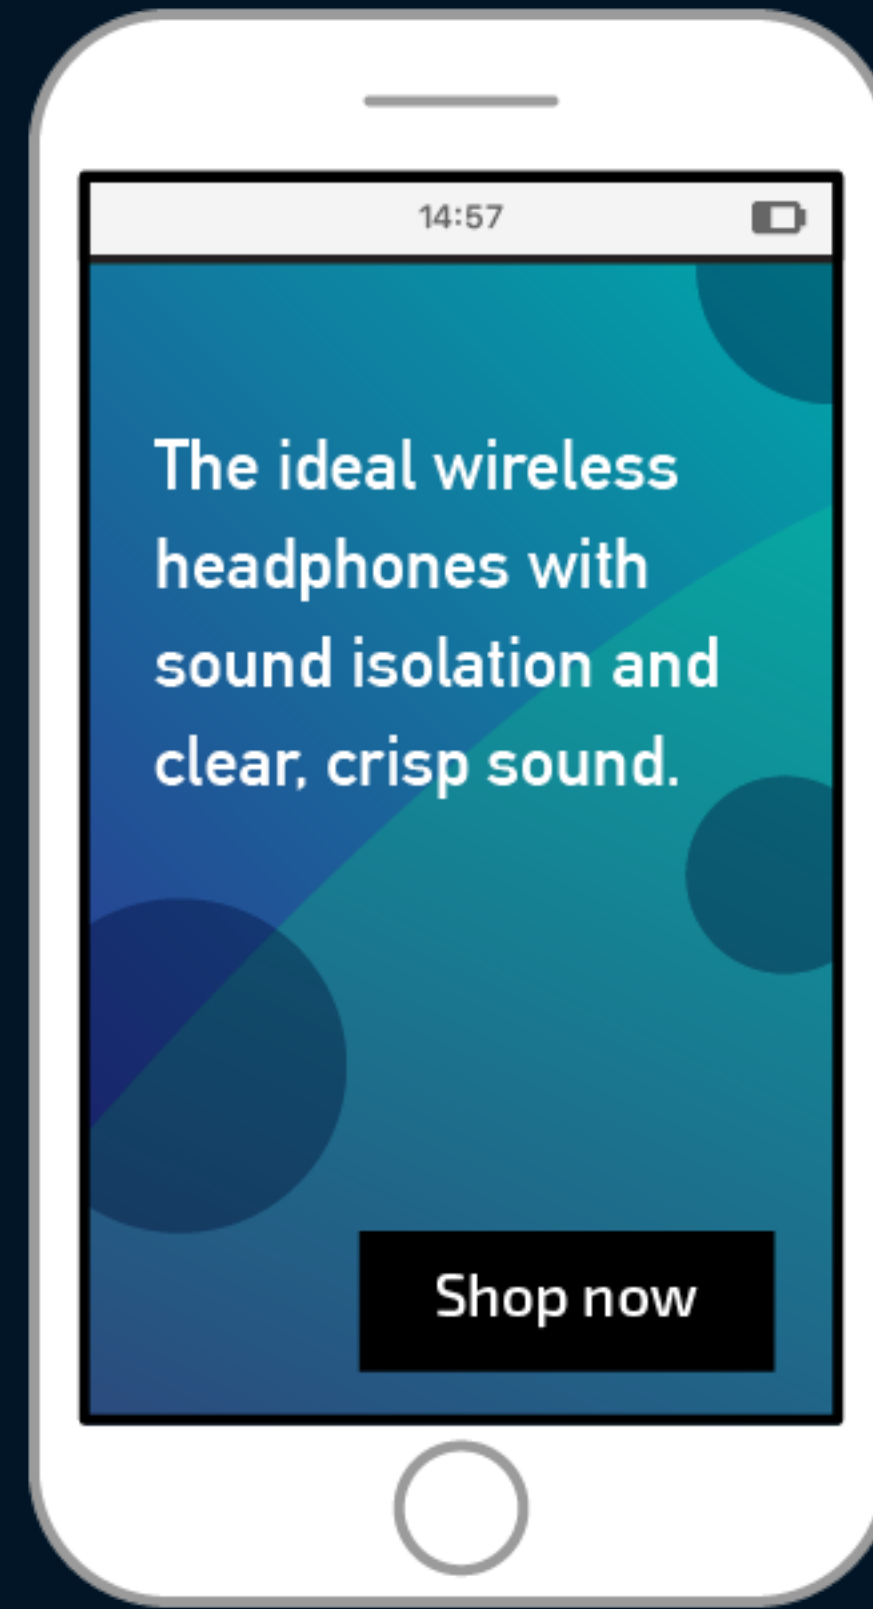 14:57
The ideal wireless
headphones with
sound isolation and
clear, crisp sound.
Shop now